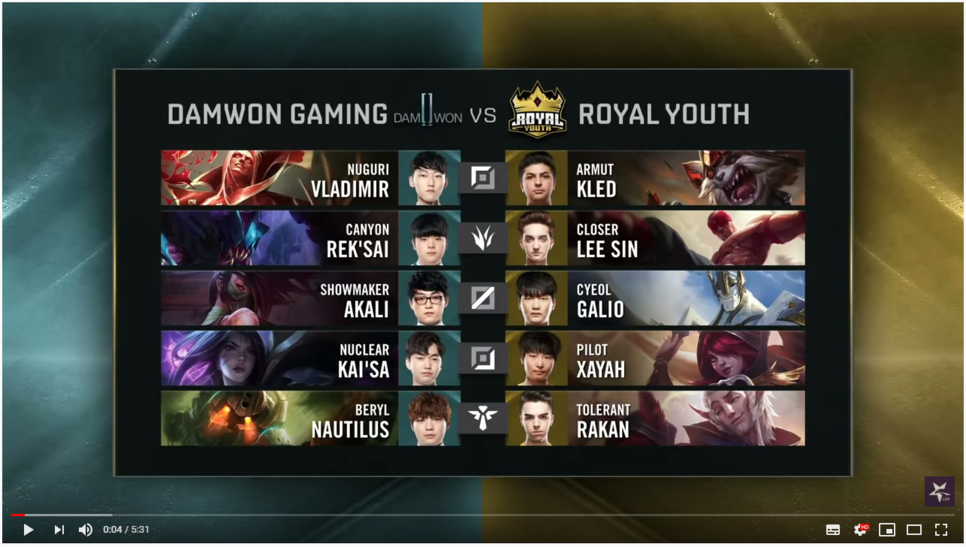 DAMWON GAMING DAMWON VS ROYAL YOUTH ROYAL YOUTH
NUGURI
VLADIMIR
ARMUT
KLED
CANYON
REK'SAI
CLOSER
LEE SIN
SHOWMAKER
AKALI
CYEOL
GALIO
NUCLEAR
KAI'SA
PILOT
XAYAH
BERYL
NAUTILUS
TOLERANT
RAKAN
0:04 / 5:31
HD